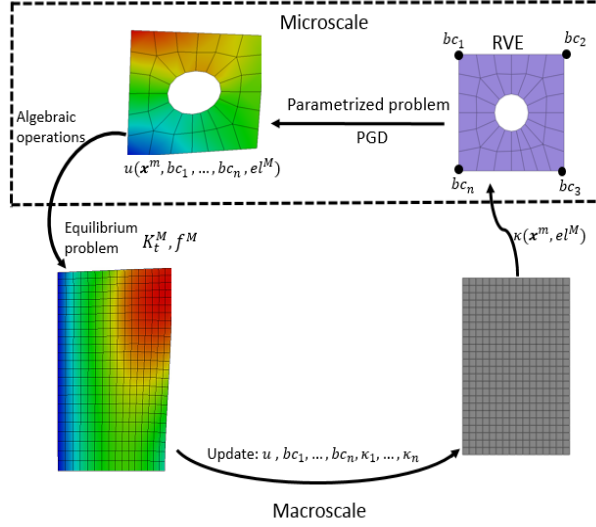 Microscale
bc₁
RVE
bc₂
Parametrized problem
PGD
Algebraic
operations
u(xᵐ, bc₁, …, bcₙ, elᴹ)
bcₙ
bc₃
Equilibrium
problem
Kₜᴹ, fᴹ
κ(xᵐ, elᴹ)
Update: u , bc₁, …, bcₙ, κ₁, …, κₙ
Macroscale